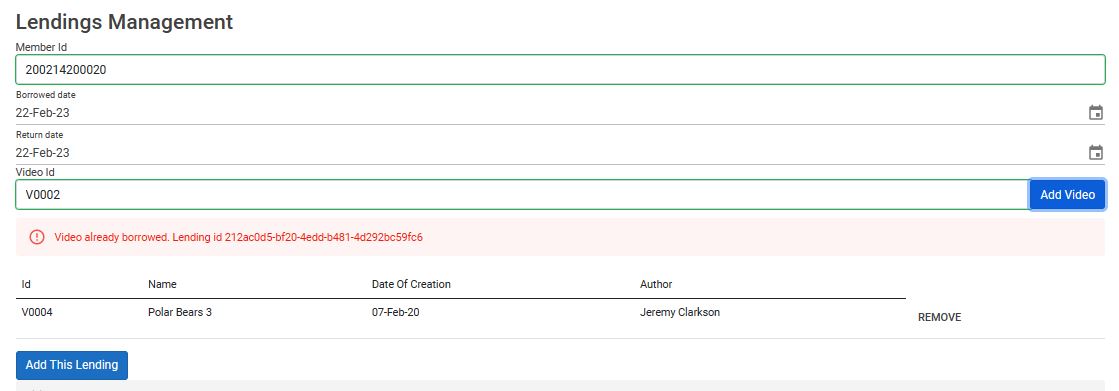 Lendings Management
Member Id
200214200020
Borrowed date
22-Feb-23
Return date
22-Feb-23
Video Id
V0002
Add Video
Video already borrowed. Lending id 212ac0d5-bf20-4edd-b481-4d292bc59fc6
Id Name Date Of Creation Author
V0004 Polar Bears 3 07-Feb-20 Jeremy Clarkson
REMOVE
Add This Lending